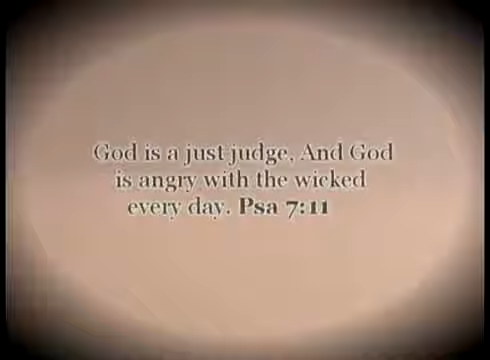 God is a just judge, And God
is angry with the wicked
every day. Psa 7:11